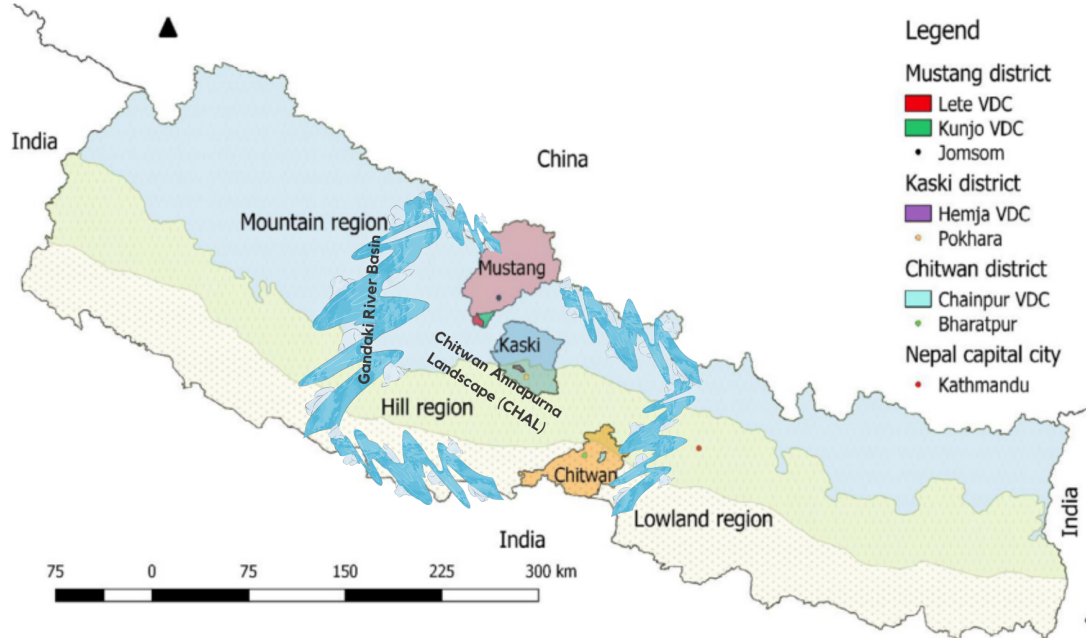 India
China
Mountain region
Gandaki River Basin
Mustang
Kaski
Chitwan Annapurna
Landscape (CHAL)
Hill region
Chitwan
Lowland region
India
India
75 0 75 150 225 300 km
Legend
Mustang district
Lete VDC
Kunjo VDC
Jomsom
Kaski district
Hemja VDC
Pokhara
Chitwan district
Chainpur VDC
Bharatpur
Nepal capital city
Kathmandu